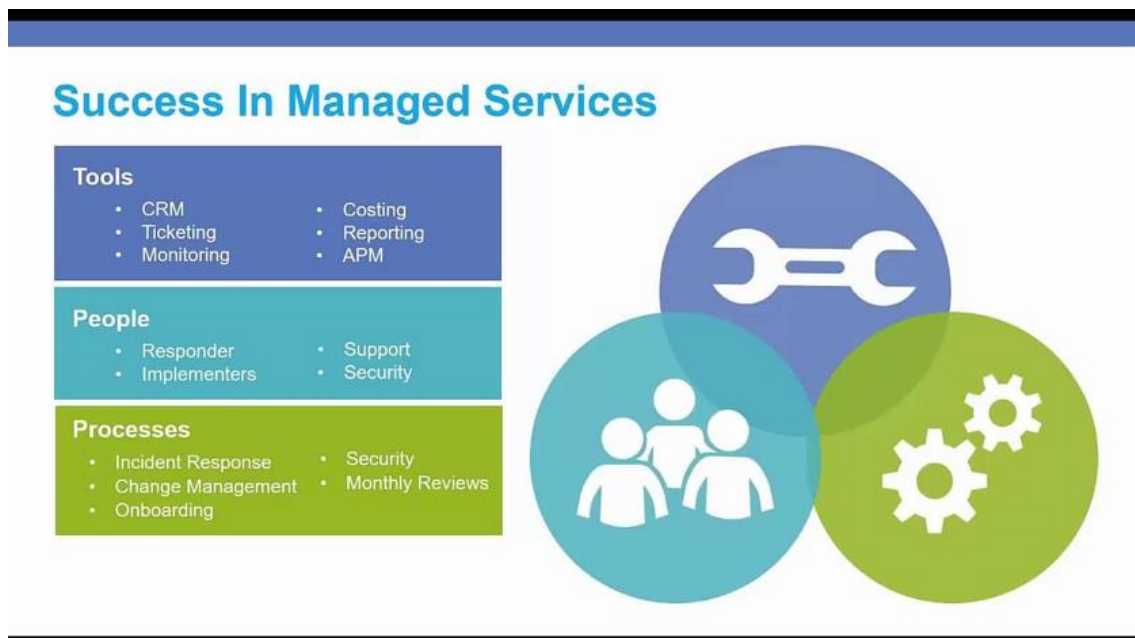 Success In Managed Services
Tools
• CRM
• Ticketing
• Monitoring
• Costing
• Reporting
• APM
People
• Responder
• Implementers
• Support
• Security
Processes
• Incident Response
• Change Management
• Onboarding
• Security
• Monthly Reviews